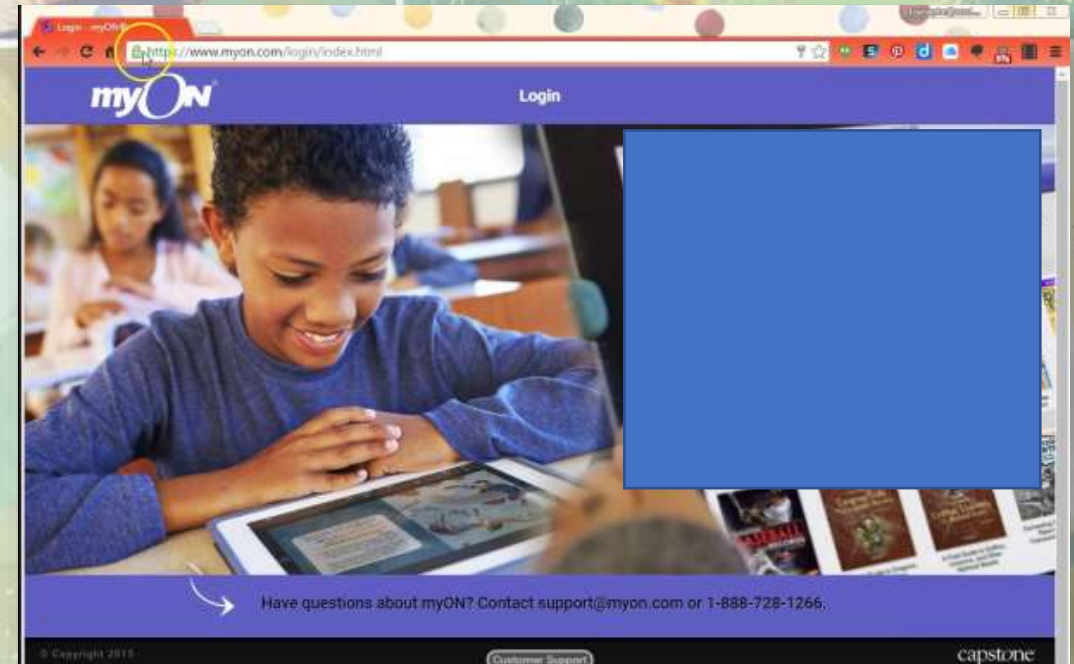 Login - myON®
https://www.myon.com/login/index.html
myON®
Login
BASEBALL
Have questions about myON? Contact support@myon.com or 1-888-728-1266.
© Copyright 2015
Customer Support
capstone